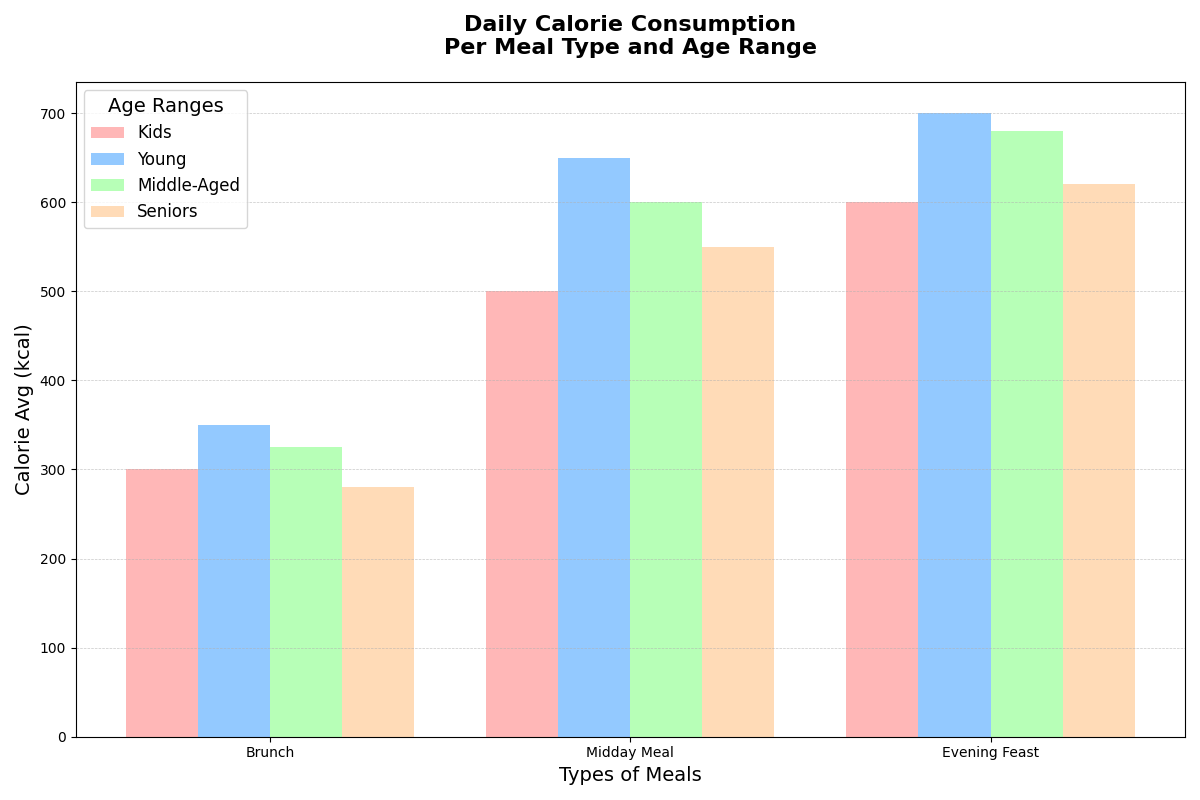 Daily Calorie Consumption
Per Meal Type and Age Range
Age Ranges
Kids
Young
Middle-Aged
Seniors
Calorie Avg (kcal)
700
600
500
400
300
200
100
0
Brunch
Midday Meal
Evening Feast
Types of Meals